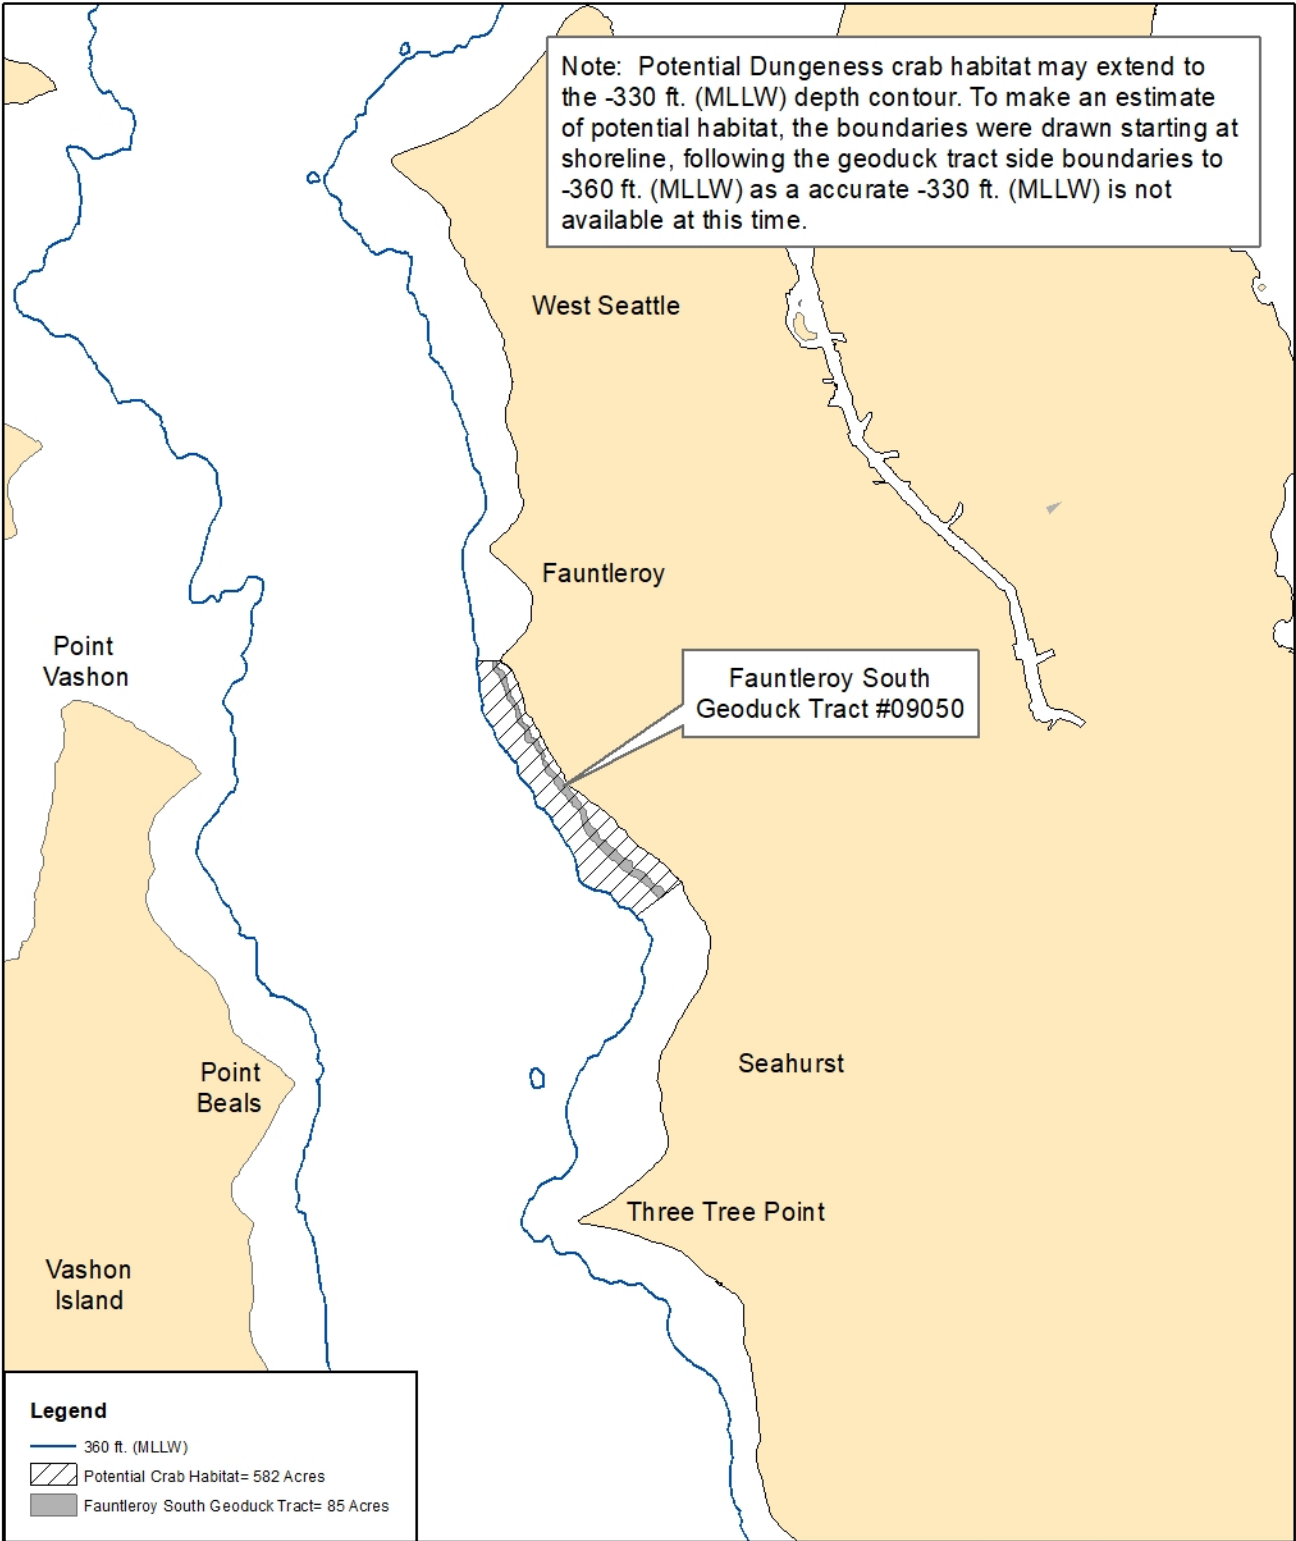 Note: Potential Dungeness crab habitat may extend to
the -330 ft. (MLLW) depth contour. To make an estimate
of potential habitat, the boundaries were drawn starting at
shoreline, following the geoduck tract side boundaries to
-360 ft. (MLLW) as a accurate -330 ft. (MLLW) is not
available at this time.
West Seattle
Fauntleroy
Point
Vashon
Fauntleroy South
Geoduck Tract #09050
Point
Beals
Seahurst
Three Tree Point
Vashon
Island
Legend
360 ft. (MLLW)
Potential Crab Habitat= 582 Acres
Fauntleroy South Geoduck Tract= 85 Acres